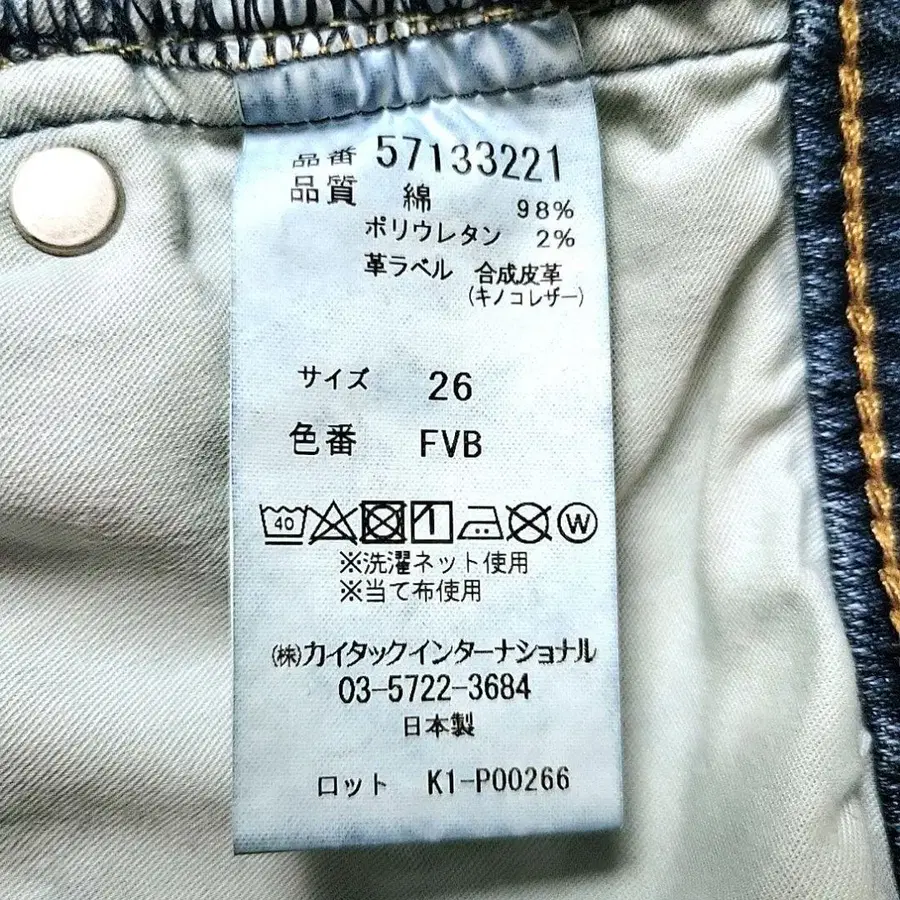 品番 57133221
品質 綿 98%
ポリウレタン 2%
革ラベル 合成皮革
(キノコレザー)
サイズ 26
色番 FVB
40 1 W
※洗濯ネット使用
※当て布使用
(株)カイタックインターナショナル
03-5722-3684
日本製
ロット K1-P00266